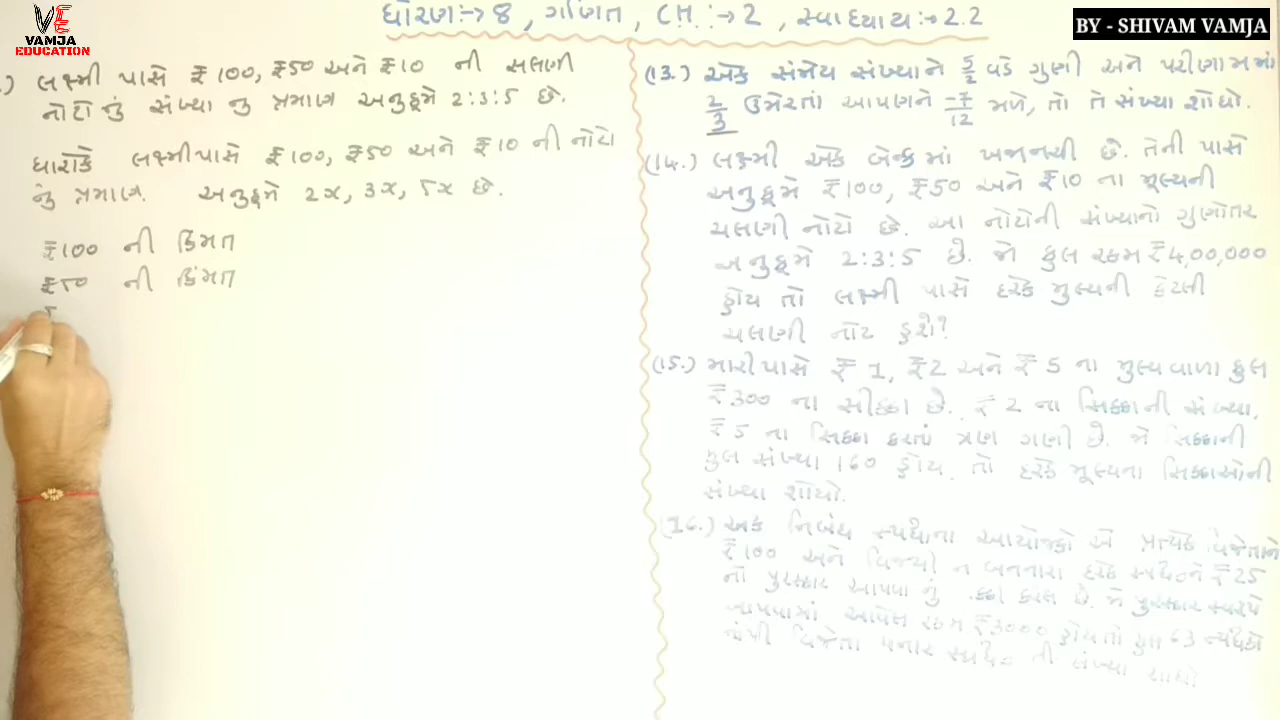 VE
VAMJA
EDUCATION
ધોરણ:→ 8 , ગણિત , CH.:→ 2 , સ્વાધ્યાય:→ 2.2
BY - SHIVAM VAMJA
.) લક્ષ્મી પાસે ₹100, ₹50 અને ₹10 ની ચલણી
નોટો નું સંખ્યા નુ પ્રમાણ અનુક્રમે 2:3:5 છે.
ધારોકે લક્ષ્મીપાસે ₹100, ₹50 અને ₹10 ની નોટો
નું પ્રમાણ. અનુક્રમે 2x, 3x, 5x છે.
₹100 ની કિંમત
₹50 ની કિંમત
(13.) એક સંમેય સંખ્યાને 5/2 વડે ગુણી અને પરીણામમાં
2/3 ઉમેરતાં આપણને -7/12 મળે, તો તે સંખ્યા શોધો.
(14.) લક્ષ્મી એક બેન્કમાં ખજાનચી છે. તેની પાસે
અનુક્રમે ₹100, ₹50 અને ₹10 ના મૂલ્યની
ચલણી નોટો છે. આ નોટોની સંખ્યાનો ગુણોતર
અનુક્રમે 2:3:5 છે. જો કુલ રકમ ₹4,00,000
હોય તો લક્ષ્મી પાસે દરેક મુલ્યની કેટલી
ચલણી નોટ હશે?
(15.) મારીપાસે ₹ 1, ₹2 અને ₹ 5 ના મુલ્યવાળા કુલ
₹300 ના સીક્કા છે. ₹ 2 ના સિક્કાની સંખ્યા,
₹ 5 ના સિક્કા કરતાં ત્રણ ગણી છે. જો સિક્કાની
કુલ સંખ્યા 160 હોય, તો દરેક મૂલ્યના સિક્કાઓની
સંખ્યા શોધો.
(16.) એક નિબંધ સ્પર્ધાના આયોજકો એ પ્રત્યેક વિજેતાને
₹100 અને વિજયી ન બનનારા દરેક સ્પર્ધકને ₹25
નો પુરસ્કાર આપવા નું નક્કી કરેલ છે. જો પુરસ્કાર સ્વરૂપે
આપવામાં આવેલ રકમ ₹3000 હોય તો કુલ 63 સ્પર્ધકો
માંથી વિજેતા બનનાર સ્પર્ધક ની સંખ્યા શોધો